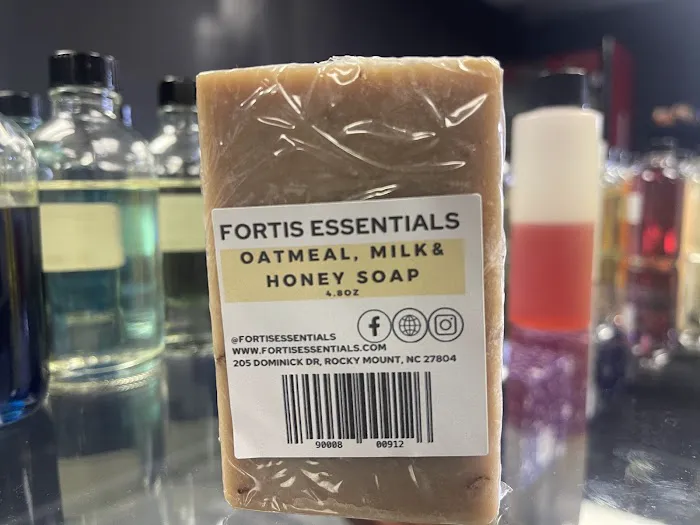 FORTIS ESSENTIALS
OATMEAL, MILK&
HONEY SOAP
4.8OZ
@FORTISESSENTIALS
WWW.FORTISESSENTIALS.COM
205 DOMINICK DR, ROCKY MOUNT, NC 27804
90008 00912